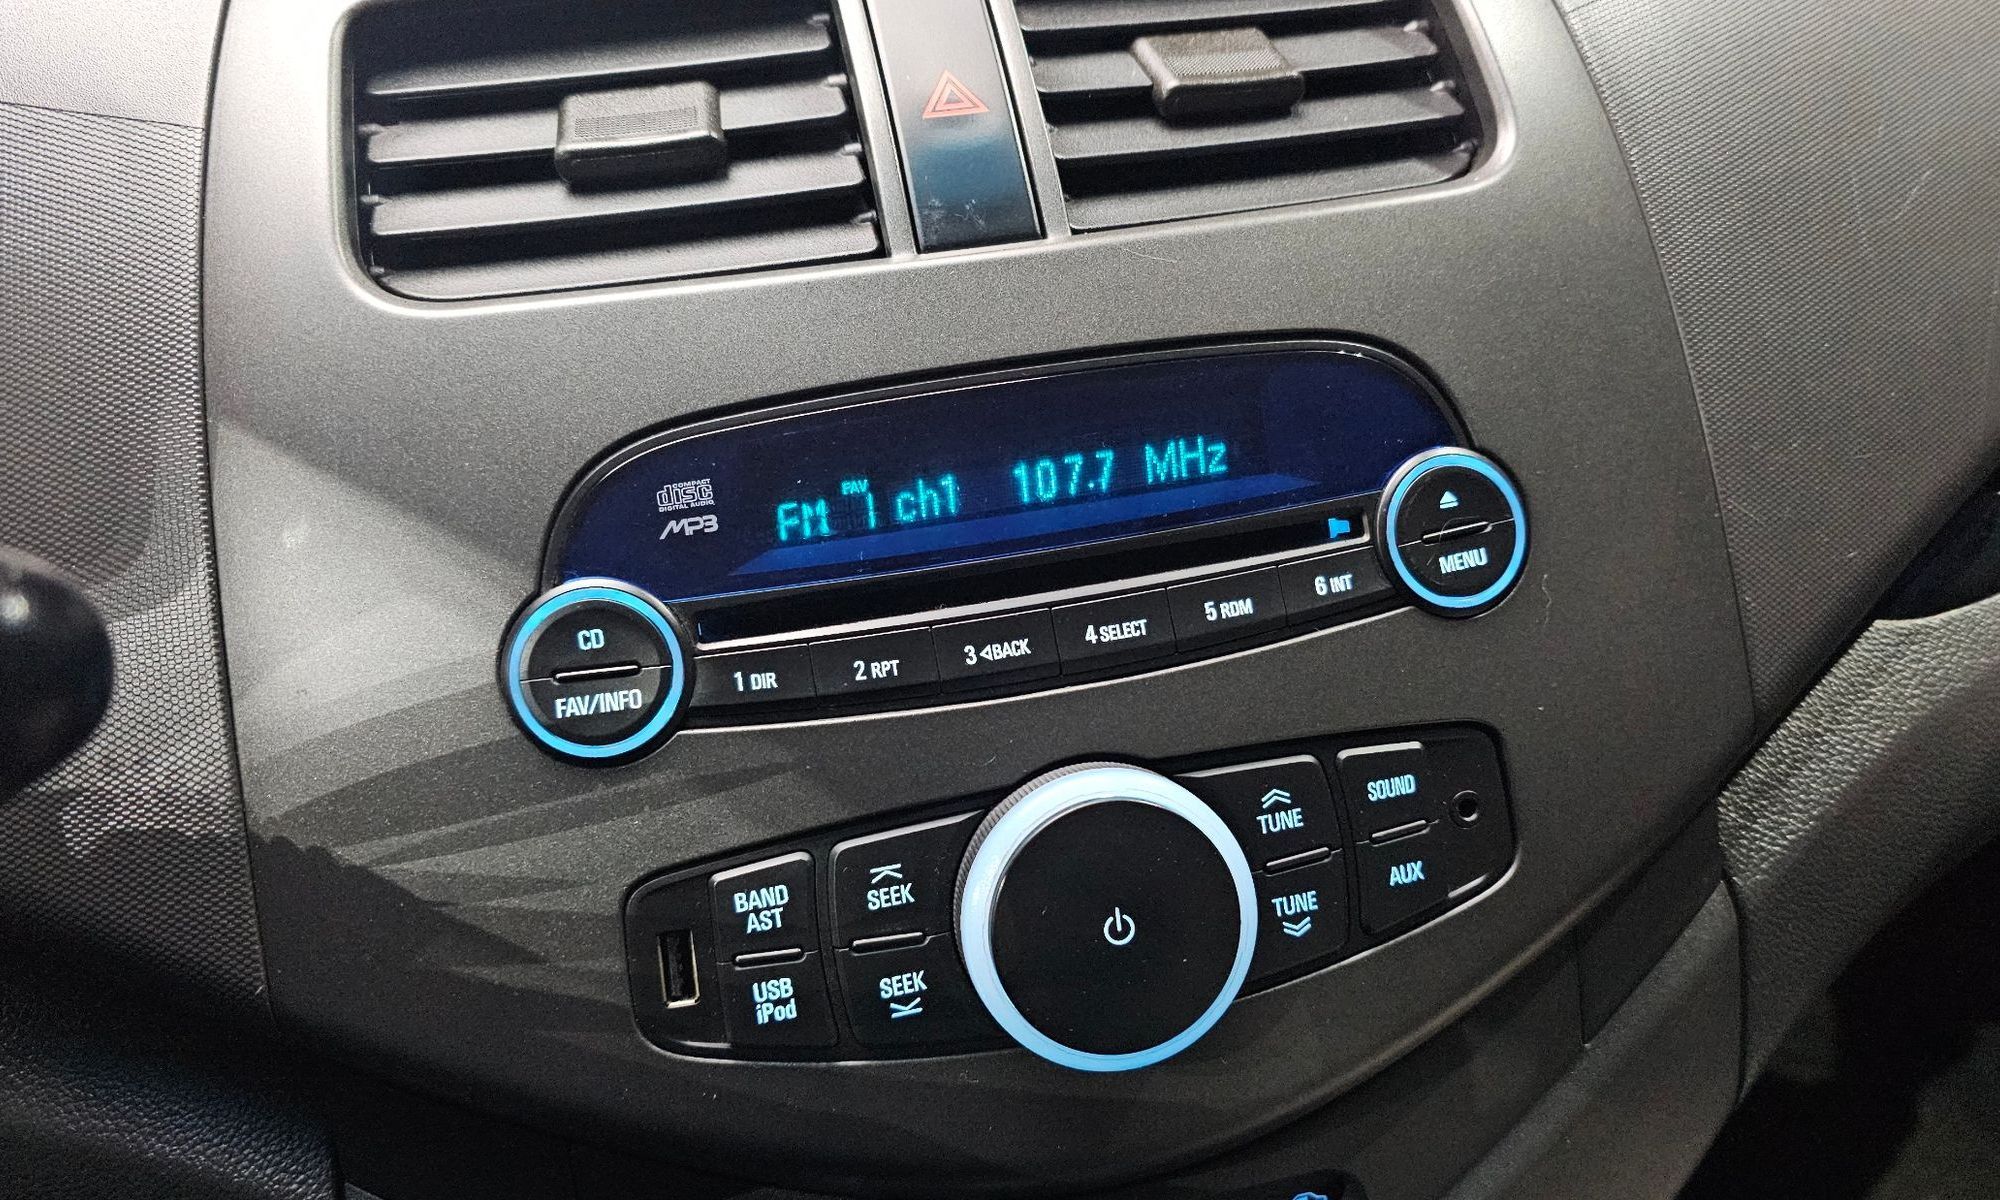 COMPACT
disc
DIGITAL AUDIO
MP3
FAV
FM 1 ch1 107.7 MHz
CD
FAV/INFO
MENU
1 DIR
2 RPT
3 ◁BACK
4 SELECT
5 RDM
6 INT
BAND
AST
USB
iPod
SEEK
SEEK
TUNE
TUNE
SOUND
AUX